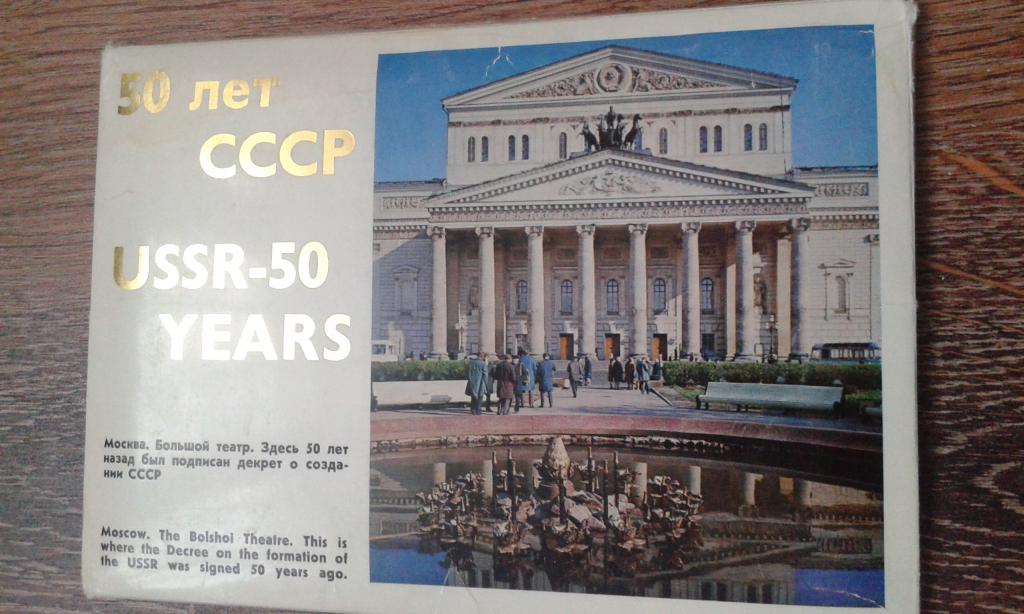 50 лет
СССР
USSR-50
YEARS
Москва. Большой театр. Здесь 50 лет
назад был подписан декрет о созда-
нии СССР
Moscow. The Bolshoi Theatre. This is
where the Decree on the formation of
the USSR was signed 50 years ago.